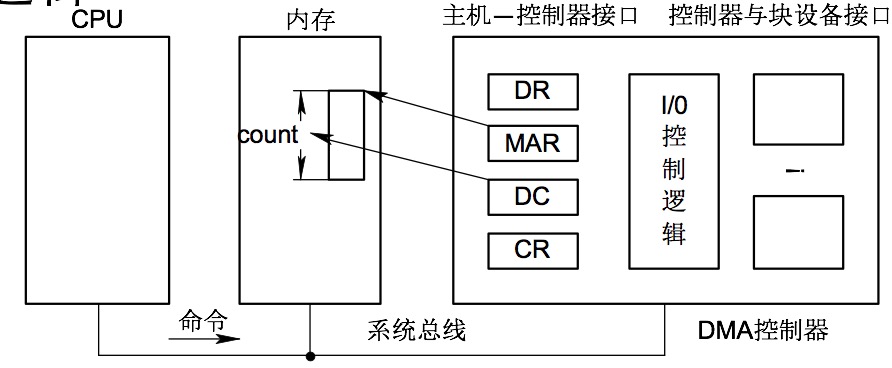 CPU
内存
主机—控制器接口
控制器与块设备接口
DR
MAR
DC
CR
count
I/0
控
制
逻
辑
命令
系统总线
DMA控制器